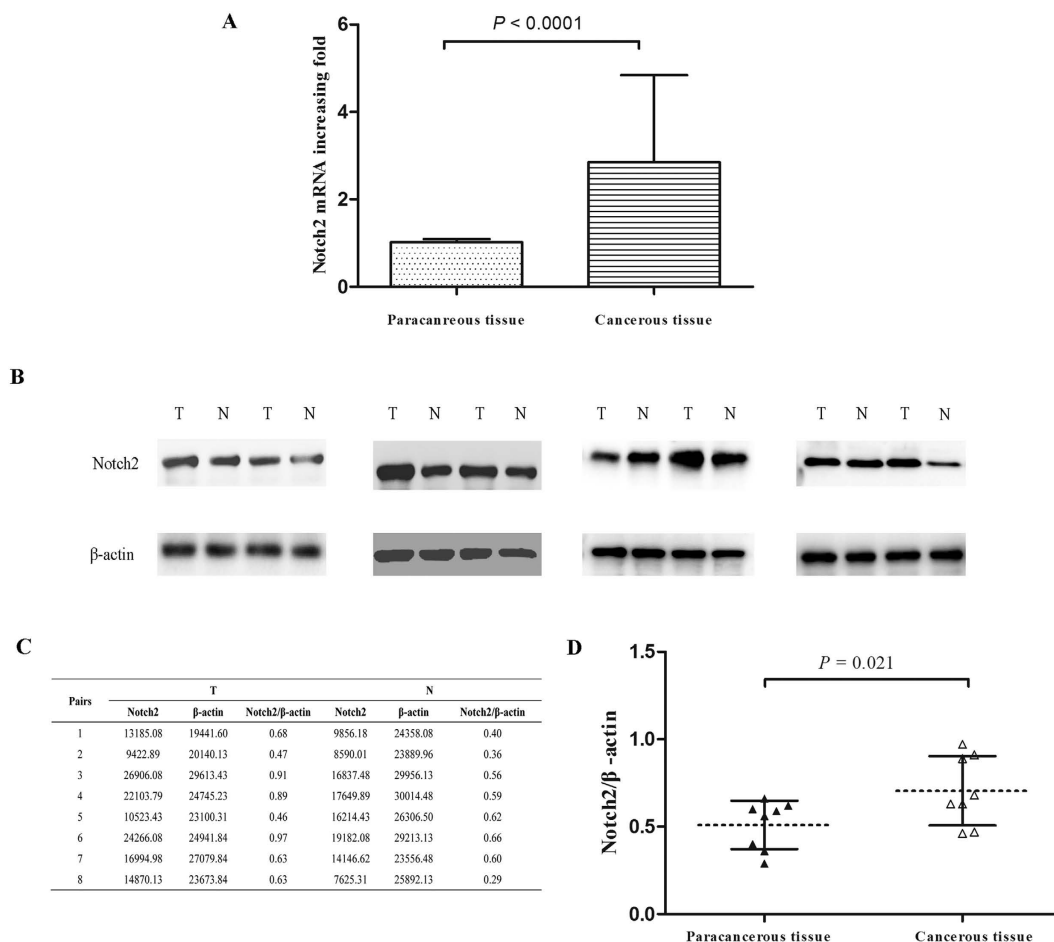 A
P < 0.0001
Notch2 mRNA increasing fold
6
4
2
0
Paracanreous tissue
Cancerous tissue
B
T N T N T N T N T N T N T N T N
Notch2
β-actin
C
Pairs T N
Notch2 β-actin Notch2/β-actin Notch2 β-actin Notch2/β-actin
1 13185.08 19441.60 0.68 9856.18 24358.08 0.40
2 9422.89 20140.13 0.47 8590.01 23889.96 0.36
3 26906.08 29613.43 0.91 16837.48 29956.13 0.56
4 22103.79 24745.23 0.89 17649.89 30014.48 0.59
5 10523.43 23100.31 0.46 16214.43 26306.50 0.62
6 24266.08 24941.84 0.97 19182.08 29213.13 0.66
7 16994.98 27079.84 0.63 14146.62 23556.48 0.60
8 14870.13 23673.84 0.63 7625.31 25892.13 0.29
D
P = 0.021
Notch2/β -actin
1.5
1.0
0.5
0.0
Paracancerous tissue
Cancerous tissue